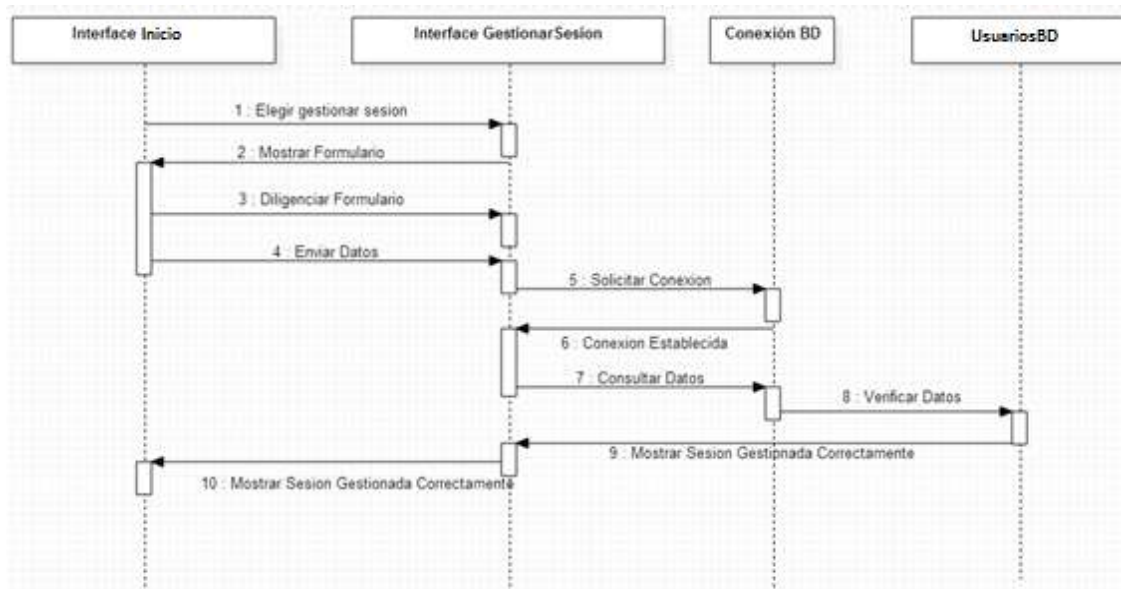 Interface Inicio
Interface GestionarSesion
Conexión BD
UsuariosBD
1 : Elegir gestionar sesion
2 : Mostrar Formulario
3 : Diligenciar Formulario
4 : Enviar Datos
5 : Solicitar Conexion
6 : Conexion Establecida
7 : Consultar Datos
8 : Verificar Datos
9 : Mostrar Sesion Gestionada Correctamente
10 : Mostrar Sesion Gestionada Correctamente